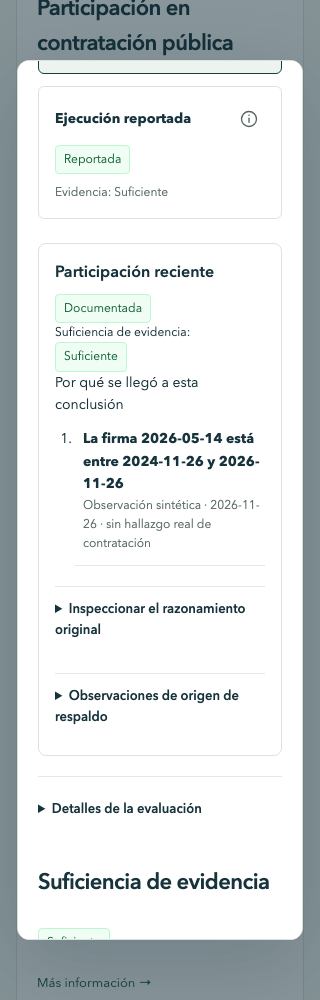 Participación en
contratación pública
Ejecución reportada
Reportada
Evidencia: Suficiente
Participación reciente
Documentada
Suficiencia de evidencia:
Suficiente
Por qué se llegó a esta
conclusión
1. La firma 2026-05-14 está
entre 2024-11-26 y 2026-
11-26
Observación sintética · 2026-11-
26 · sin hallazgo real de
contratación
▶ Inspeccionar el razonamiento
original
▶ Observaciones de origen de
respaldo
▶ Detalles de la evaluación
Suficiencia de evidencia
Suficiente
Más información →